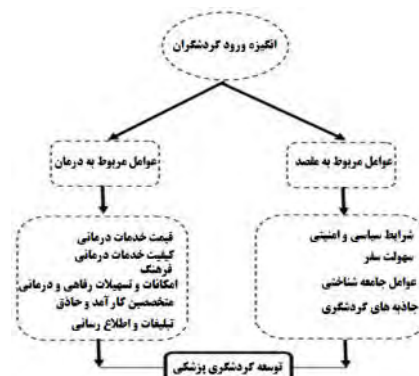 انگیزه ورود گردشگران
عوامل مربوط به مقصد
عوامل مربوط به درمان
شرایط سیاسی و امنیتی
سهولت سفر
عوامل جامعه شناختی
جاذبه های گردشگری
قیمت خدمات درمانی
کیفیت خدمات درمانی
فرهنگ
امکانات و تسهیلات رفاهی و درمانی
متخصصین کارآمد و حاذق
تبلیغات و اطلاع رسانی
توسعه گردشگری پزشکی